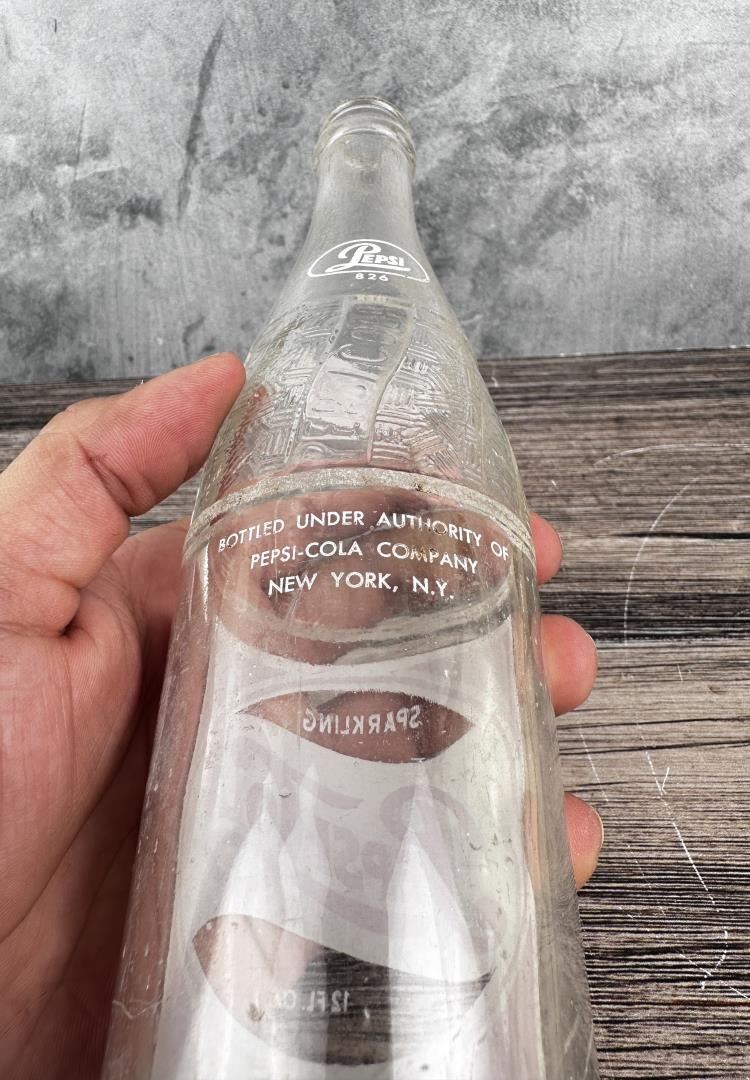 PEPSI
826
BOTTLED UNDER AUTHORITY OF
PEPSI-COLA COMPANY
NEW YORK, N.Y.
SPARKLING
12 FL. OZ.